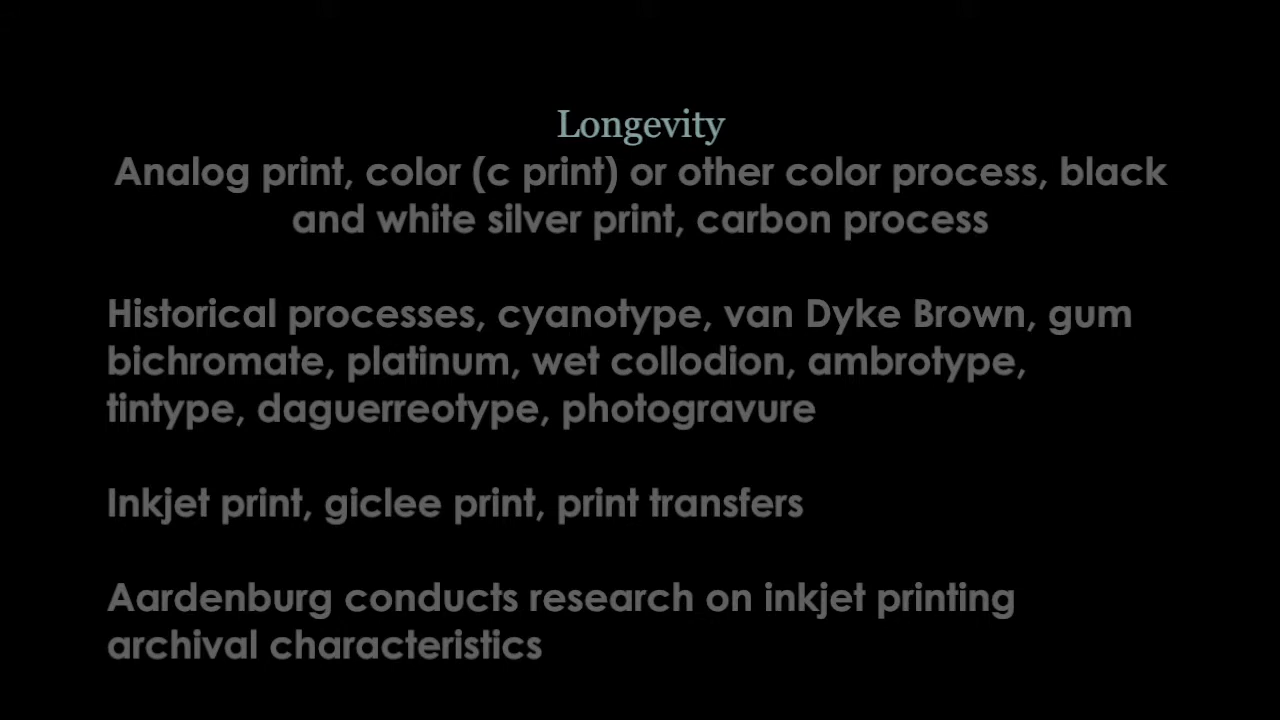 Longevity
Analog print, color (c print) or other color process, black
and white silver print, carbon process
Historical processes, cyanotype, van Dyke Brown, gum
bichromate, platinum, wet collodion, ambrotype,
tintype, daguerreotype, photogravure
Inkjet print, giclee print, print transfers
Aardenburg conducts research on inkjet printing
archival characteristics